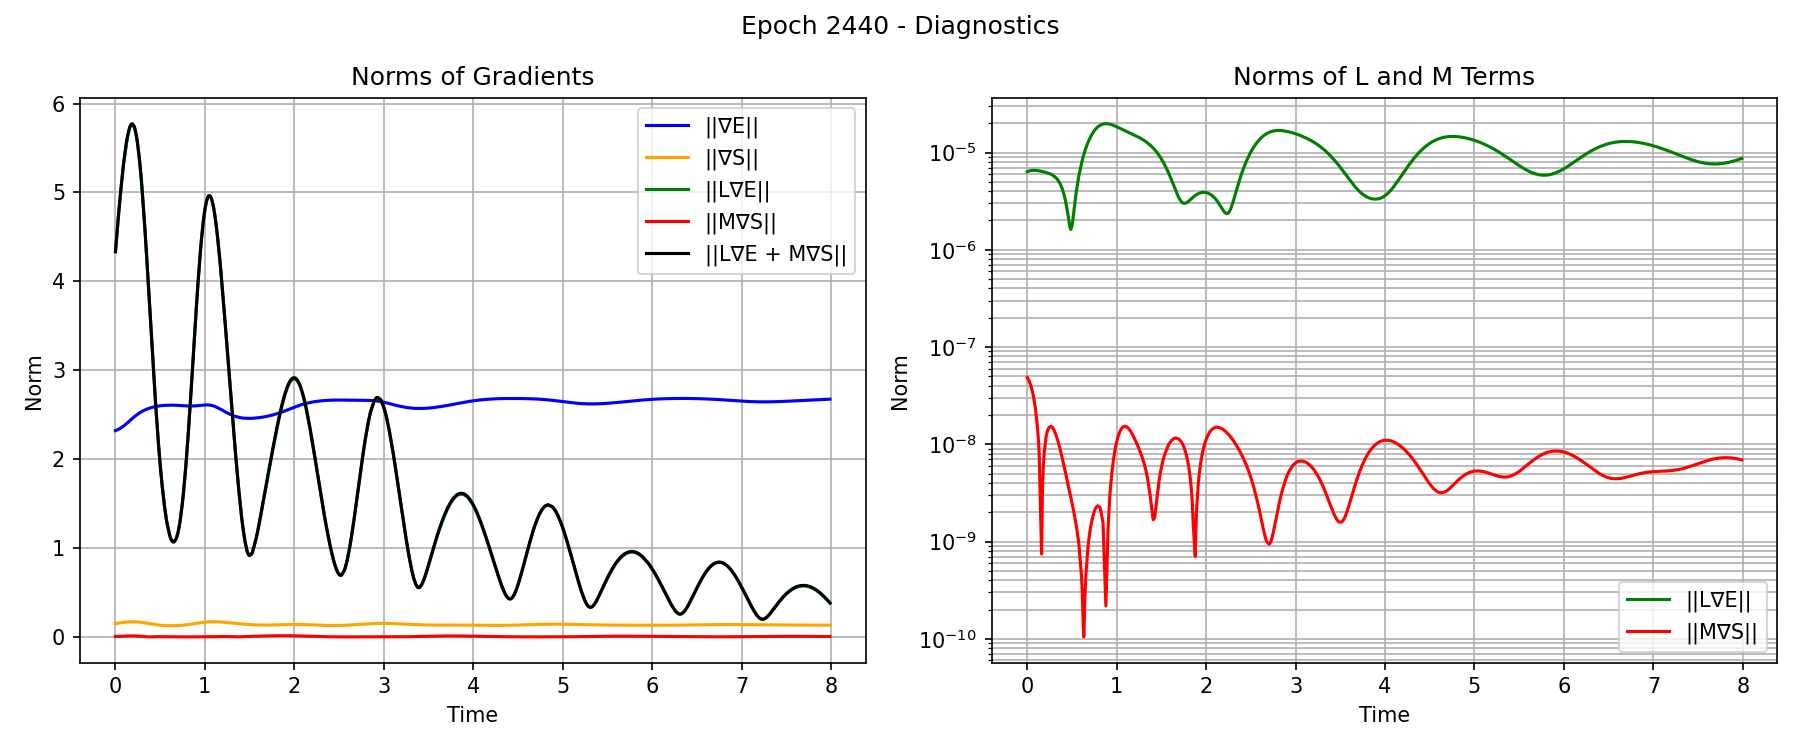 Epoch 2440 - Diagnostics
Norms of Gradients
Norm
6
5
4
3
2
1
0
0 1 2 3 4 5 6 7 8
Time
||∇E||
||∇S||
||L∇E||
||M∇S||
||L∇E + M∇S||
Norms of L and M Terms
Norm
10⁻⁵
10⁻⁶
10⁻⁷
10⁻⁸
10⁻⁹
10⁻¹⁰
0 1 2 3 4 5 6 7 8
Time
||L∇E||
||M∇S||